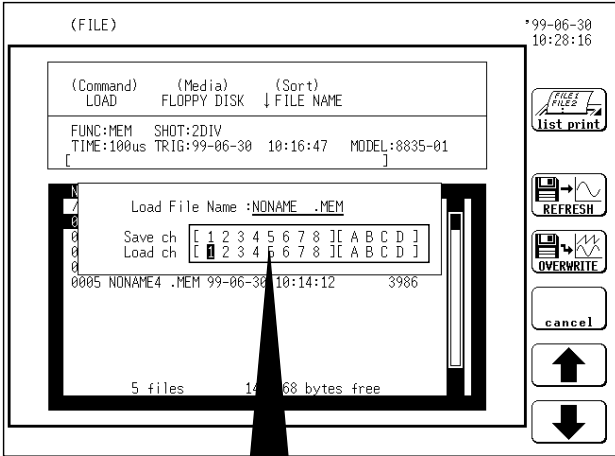 (FILE)
'99-06-30
10:28:16
(Command) (Media) (Sort)
LOAD FLOPPY DISK ↓FILE NAME
FUNC:MEM SHOT:2DIV
TIME:100us TRIG:99-06-30 10:16:47 MODEL:8835-01
[ ]
Load File Name :NONAME .MEM
Save ch [ 1 2 3 4 5 6 7 8 ][ A B C D ]
Load ch [ 1 2 3 4 5 6 7 8 ][ A B C D ]
0005 NONAME4 .MEM 99-06-30 10:14:12 3986
5 files bytes free
FILE1
FILE2
list print
REFRESH
OVERWRITE
cancel